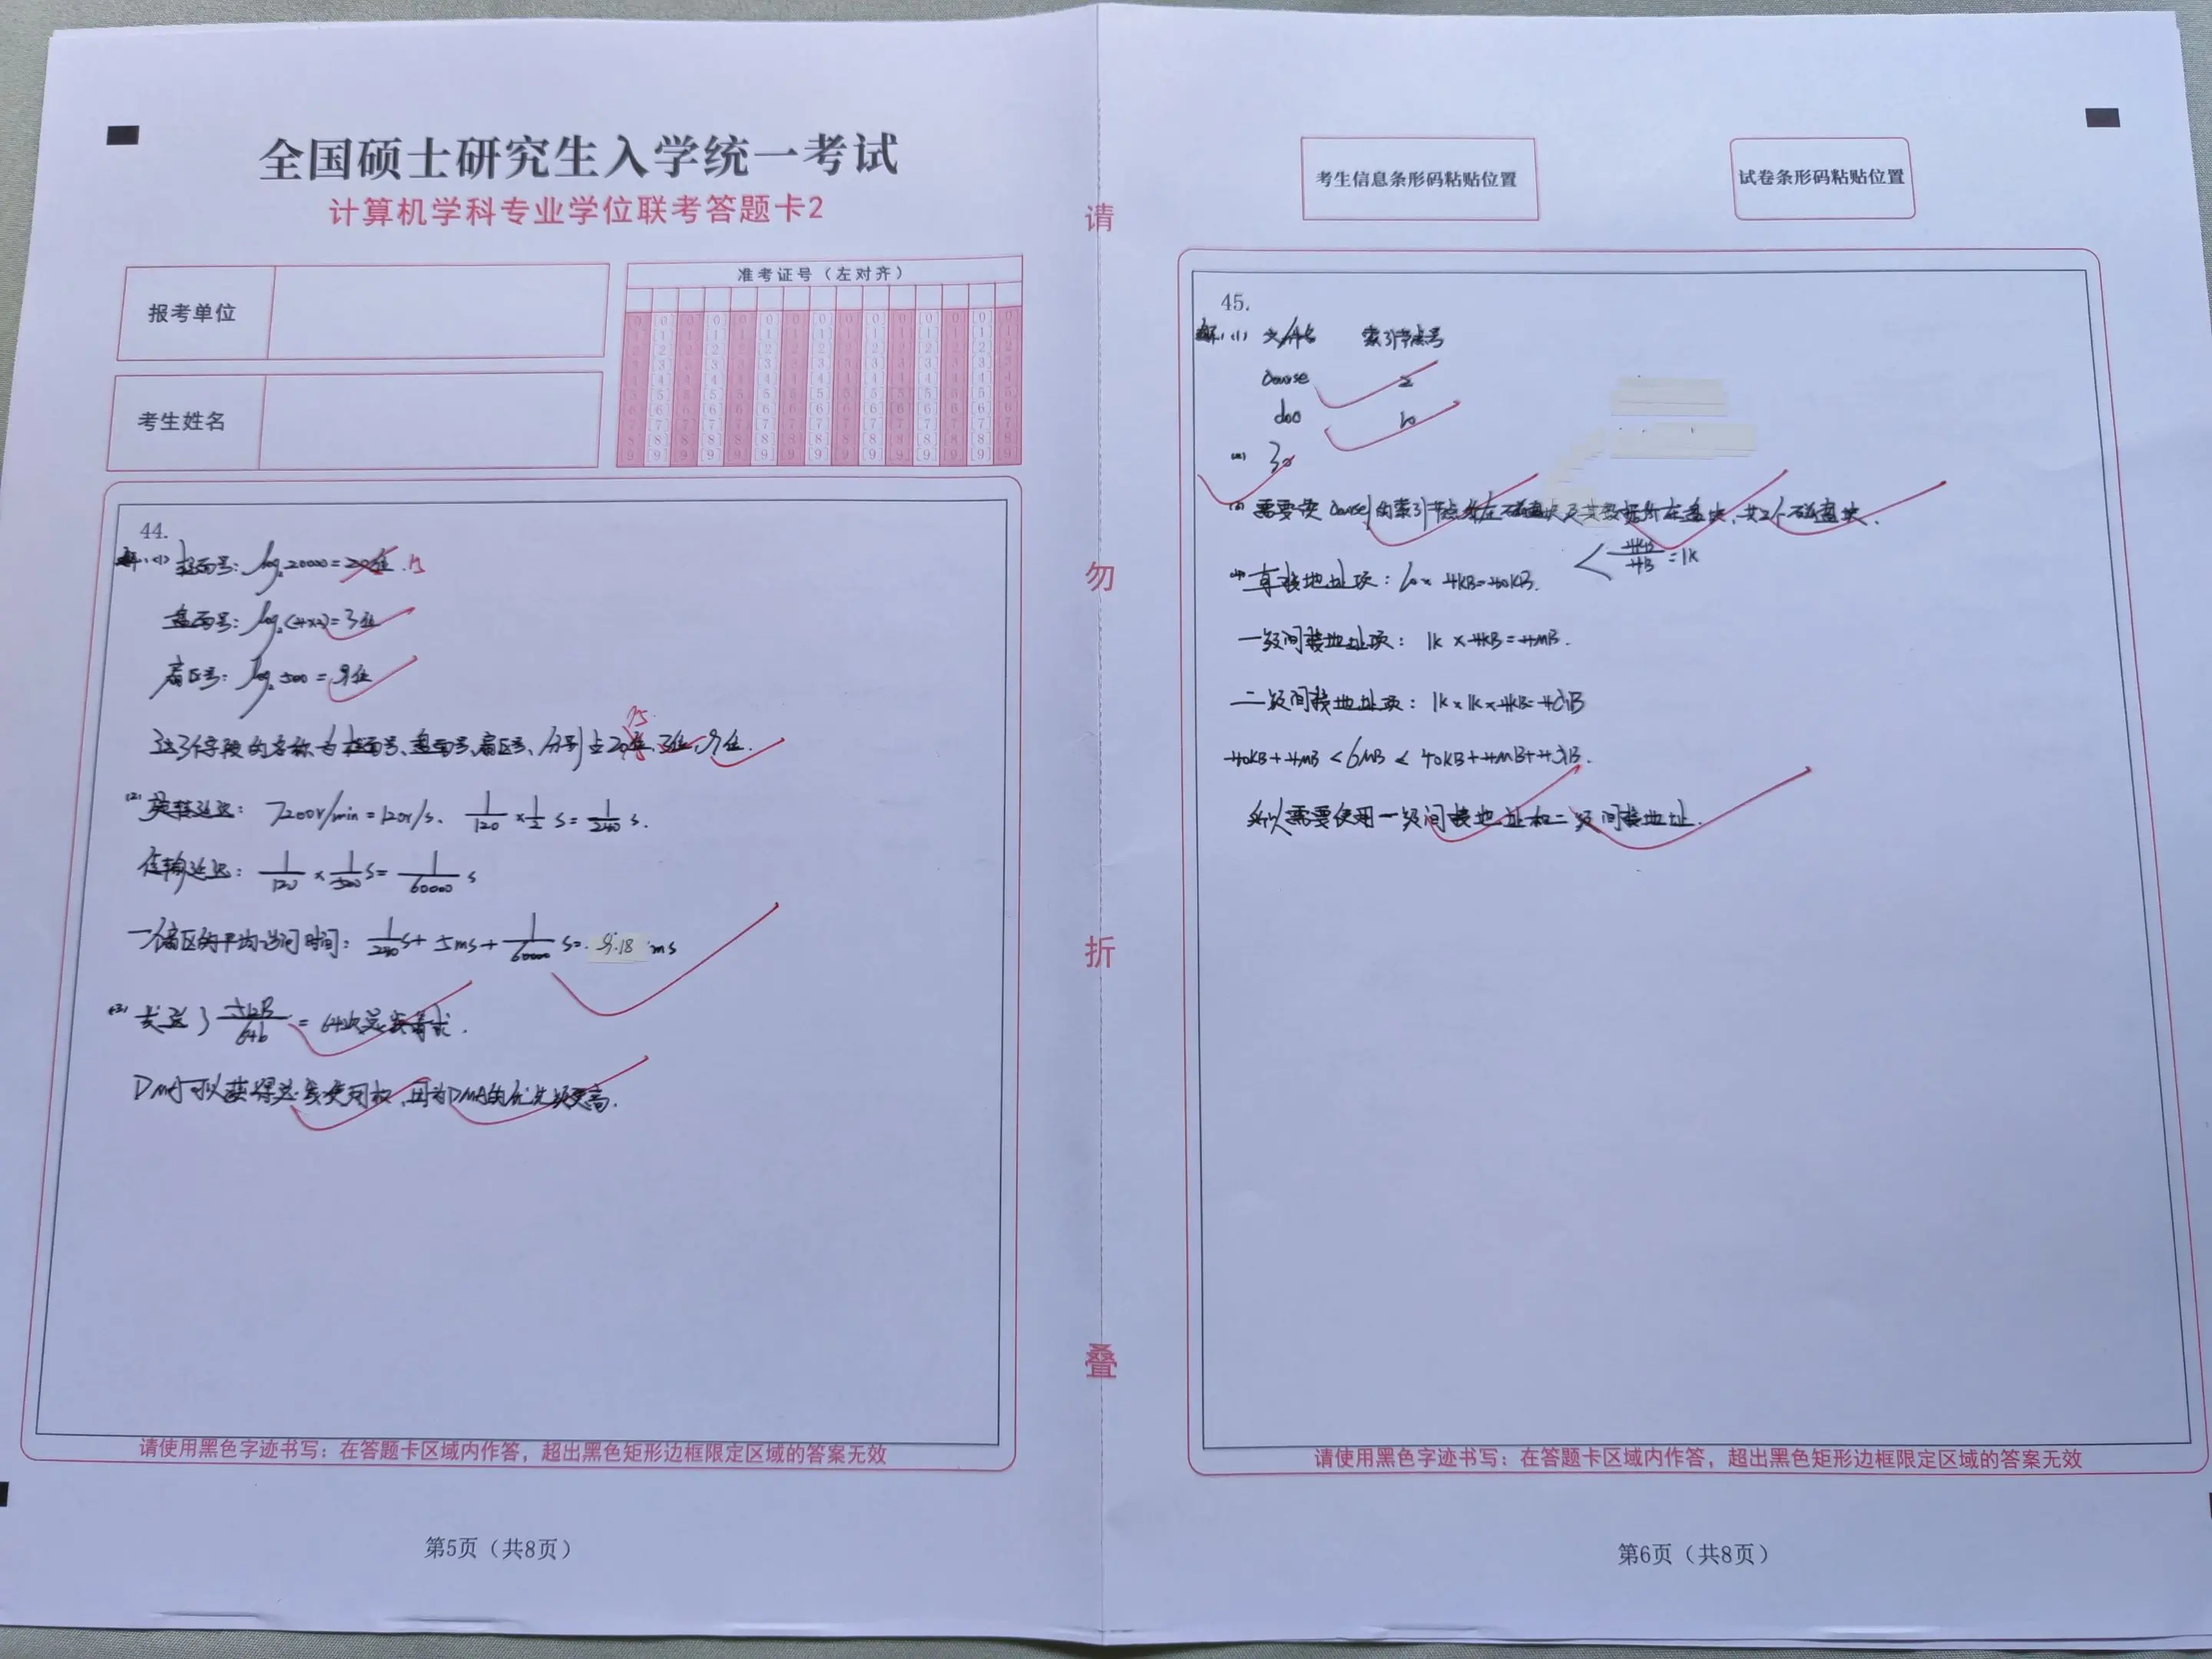 全国硕士研究生入学统一考试
计算机学科专业学位联考答题卡2
报考单位
考生姓名
准考证号（左对齐）
44.
(1) 柱面号: log₂20000=20位. 15
盘面号: log₂(4×2)=3位
扇区号: log₂500=9位
这3个字段的名称为柱面号、盘面号、扇区号、分别占20位、3位、9位.
15
(2) 旋转延迟: 7200r/min=120r/s、 1/120 ×1/2 s= 1/240 s.
传输延迟: 1/120 × 1/500 s= 1/60000 s
一个扇区的平均访问时间: 1/240 s+ 5ms+ 1/60000 s= 9.18 ms
(3) 发送了 512B/64b = 64次总线请求.
DMA可以获得总线使用权,因为DMA的优先级更高.
请使用黑色字迹书写：在答题卡区域内作答，超出黑色矩形边框限定区域的答案无效
第5页（共8页）
请
勿
折
叠
考生信息条形码粘贴位置
试卷条形码粘贴位置
45.
解:(1) 文件名 索引节点号
course 2
doc 10
(2) 30
(3) 需要读course的索引节点所在磁盘块及其数据所在盘块,共2个磁盘块.
(4) 直接地址项: 10× 4KB=40KB. 4KB/4B =1K
一级间接地址项: 1K×4KB=4MB.
二级间接地址项: 1K×1K×4KB=4GB
40KB+4MB <6MB < 40KB+4MB+4GB.
所以需要使用一级间接地址和二级间接地址.
请使用黑色字迹书写：在答题卡区域内作答，超出黑色矩形边框限定区域的答案无效
第6页（共8页）